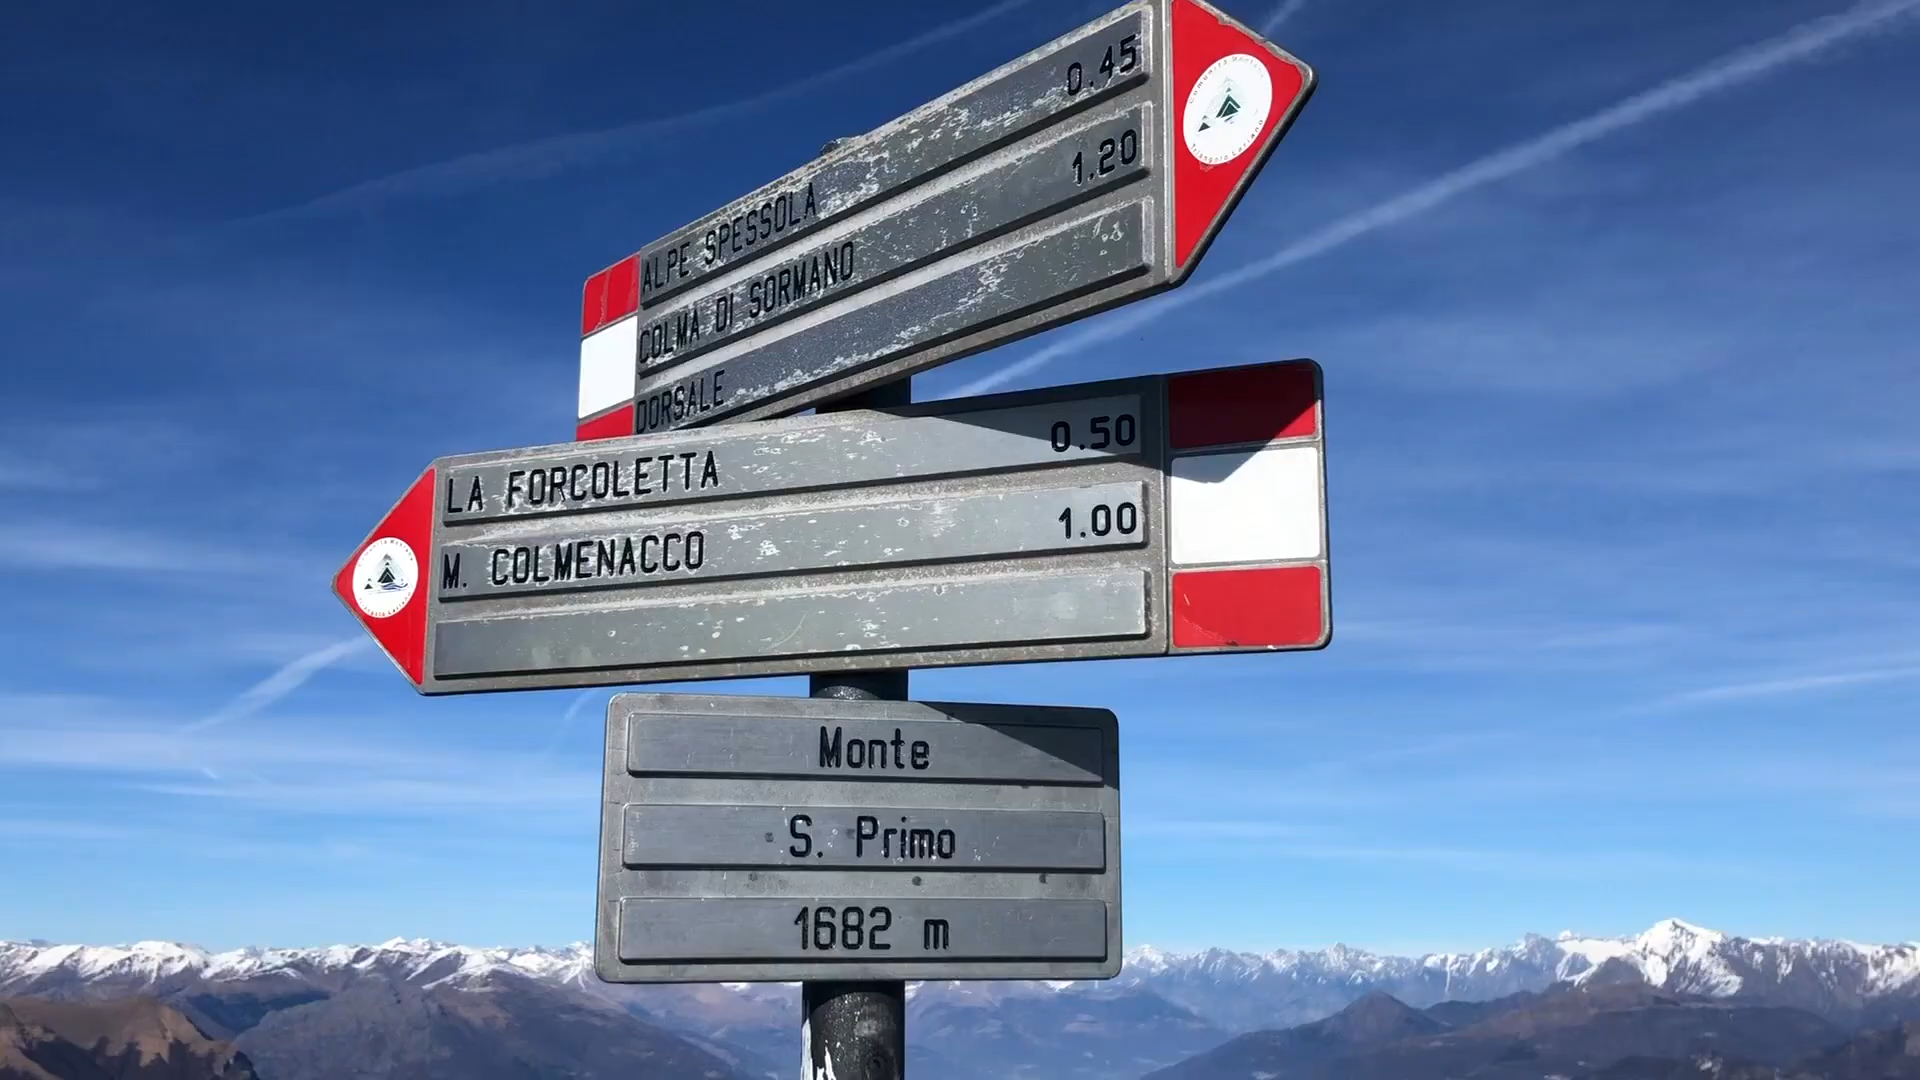 ALPE SPESSOLA 0.45
COLMA DI SORMANO 1.20
DORSALE
LA FORCOLETTA 0.50
M. COLMENACCO 1.00
Monte
S. Primo
1682 m